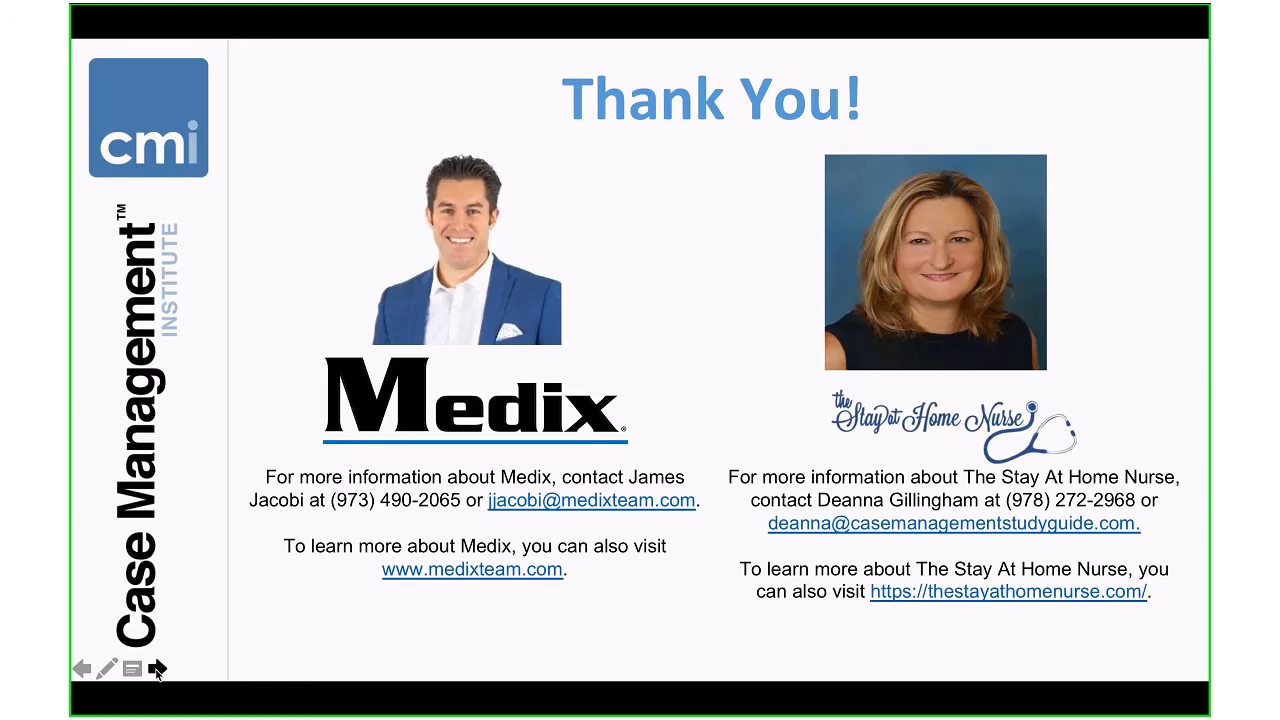 Thank You!
cmi
Case Management™
INSTITUTE
Medix®
For more information about Medix, contact James
Jacobi at (973) 490-2065 or jjacobi@medixteam.com.
To learn more about Medix, you can also visit
www.medixteam.com.
the
Stay at Home Nurse
For more information about The Stay At Home Nurse,
contact Deanna Gillingham at (978) 272-2968 or
deanna@casemanagementstudyguide.com.
To learn more about The Stay At Home Nurse, you
can also visit https://thestayathomenurse.com/.